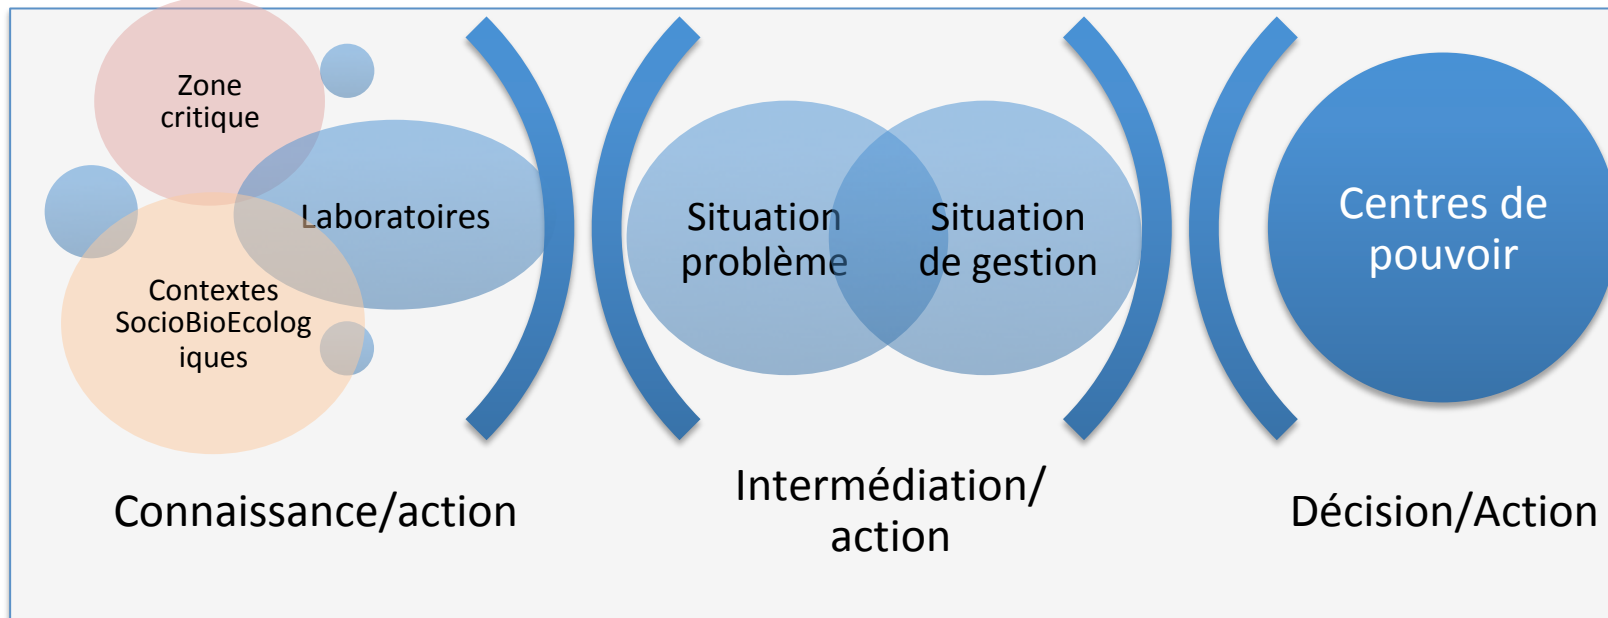 Zone
critique
Laboratoires
Contextes
SocioBioEcolog
iques
Situation
problème
Situation
de gestion
Centres de
pouvoir
Connaissance/action
Intermédiation/
action
Décision/Action